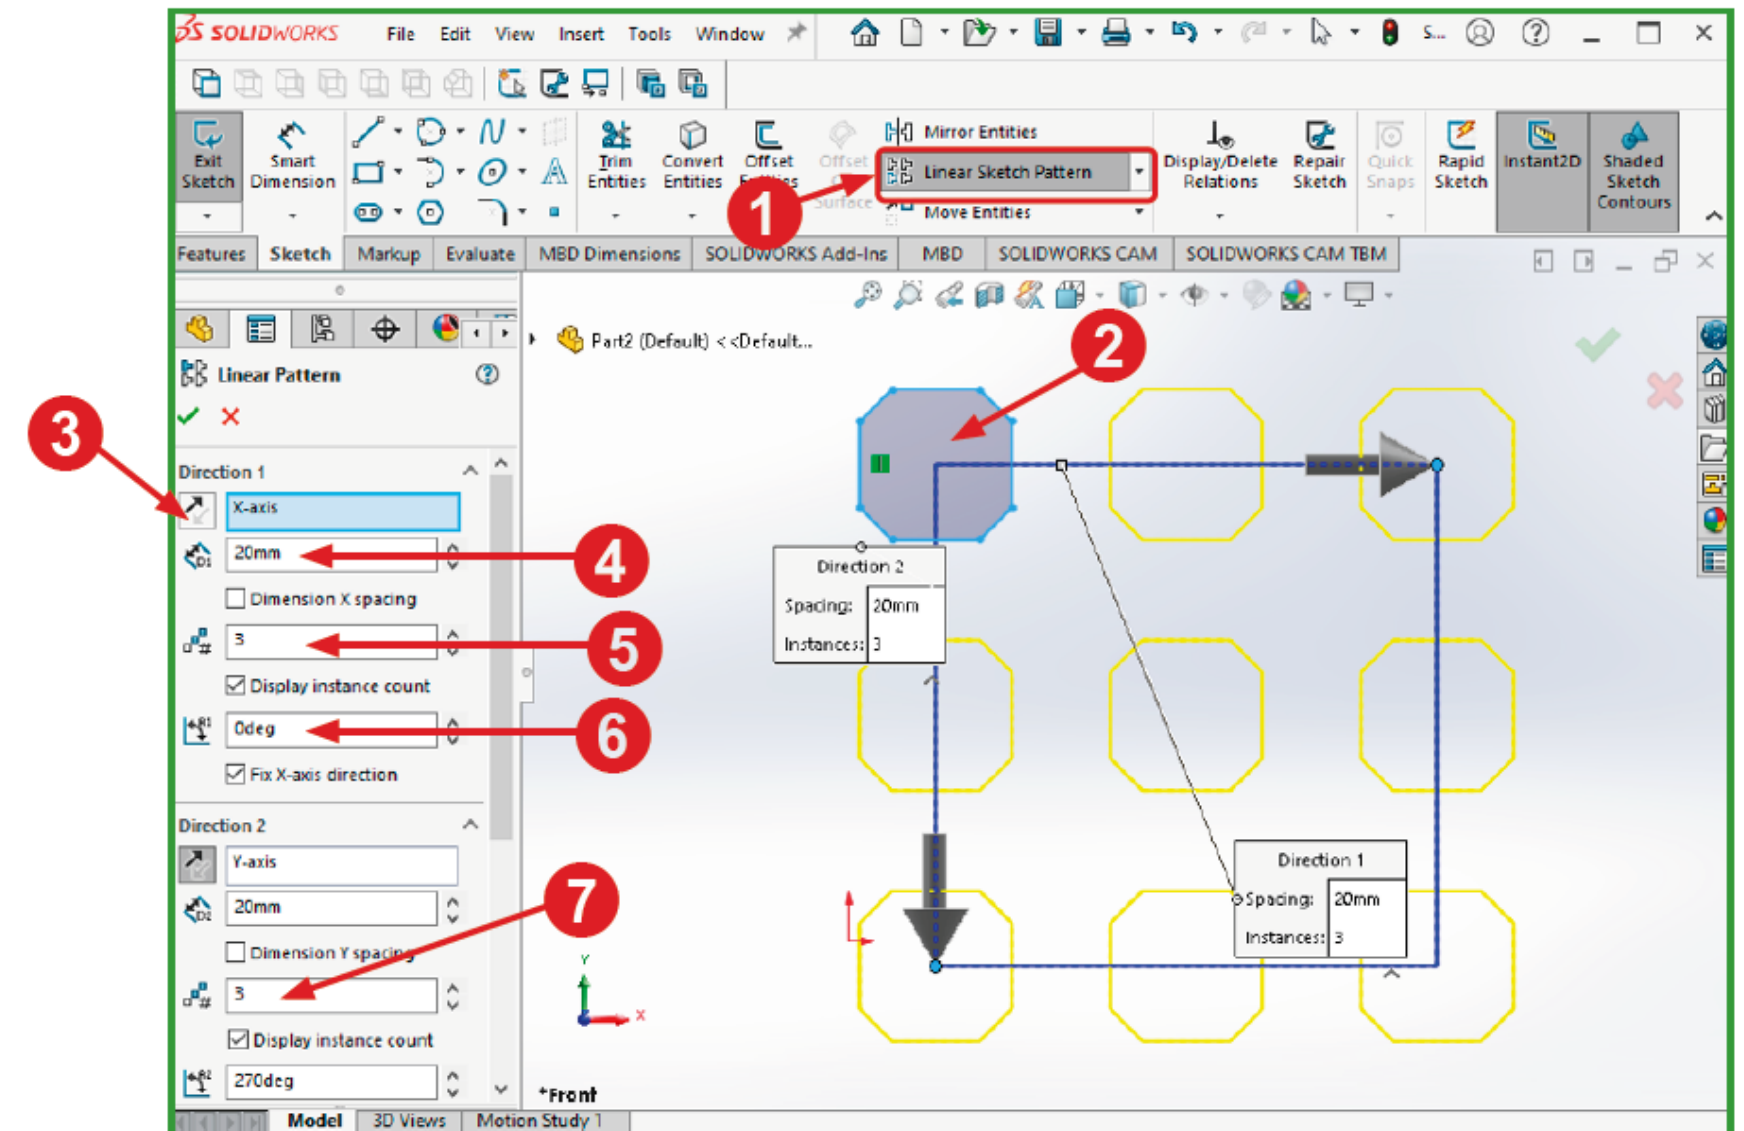 SOLIDWORKS File Edit View Insert Tools Window S...
Mirror Entities
Exit Sketch
Smart Dimension
Trim Entities
Convert Entities
Offset Entities
Offset
Surface
Linear Sketch Pattern
Move Entities
Display/Delete Relations
Repair Sketch
Quick Snaps
Rapid Sketch
Instant2D
Shaded Sketch Contours
1
Features Sketch Markup Evaluate MBD Dimensions SOLIDWORKS Add-Ins MBD SOLIDWORKS CAM SOLIDWORKS CAM TBM
Part2 (Default) <<Default...
2
Linear Pattern
3
Direction 1
X-axis
D1 20mm
4
Dimension X spacing
# 3
5
Display instance count
0deg
6
Fix X-axis direction
Direction 2
Y-axis
D2 20mm
7
Dimension Y spacing
# 3
Display instance count
270deg
Direction 2
Spacing: 20mm
Instances: 3
Direction 1
Spacing: 20mm
Instances: 3
Y
X
*Front
Model 3D Views Motion Study 1